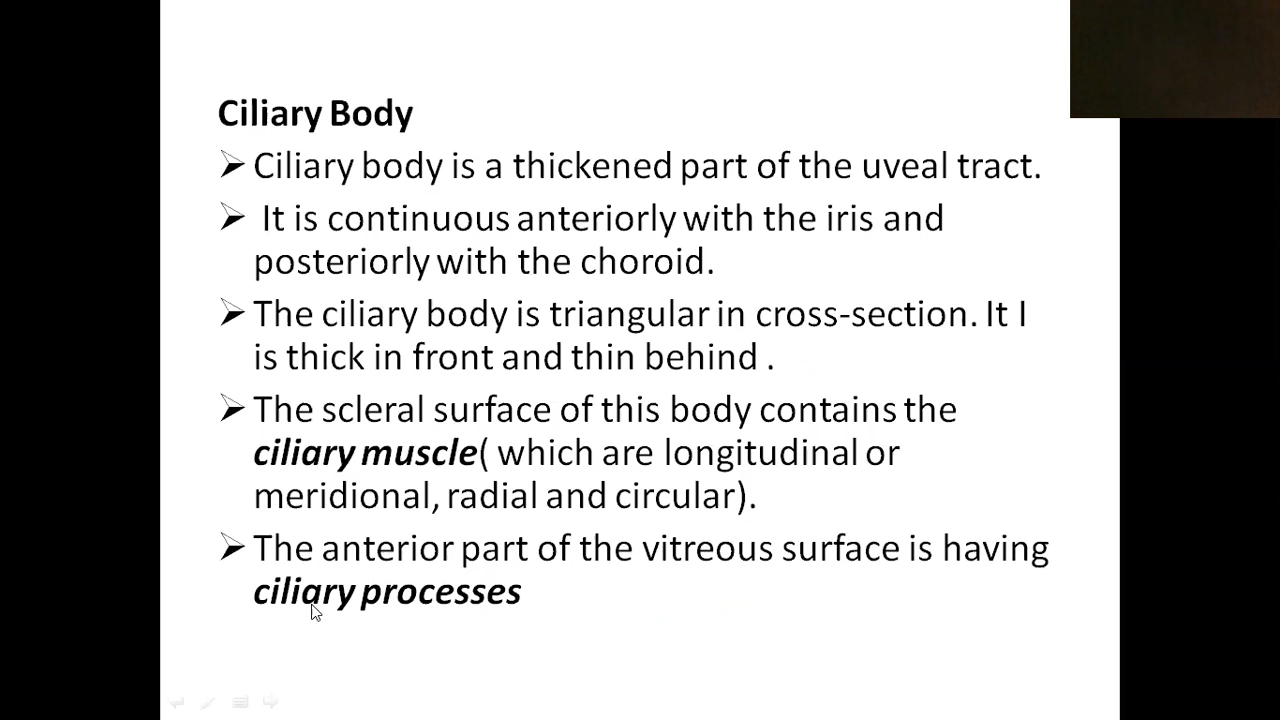 Ciliary Body
Ciliary body is a thickened part of the uveal tract.
It is continuous anteriorly with the iris and
posteriorly with the choroid.
The ciliary body is triangular in cross-section. It I
is thick in front and thin behind .
The scleral surface of this body contains the
ciliary muscle( which are longitudinal or
meridional, radial and circular).
The anterior part of the vitreous surface is having
ciliary processes